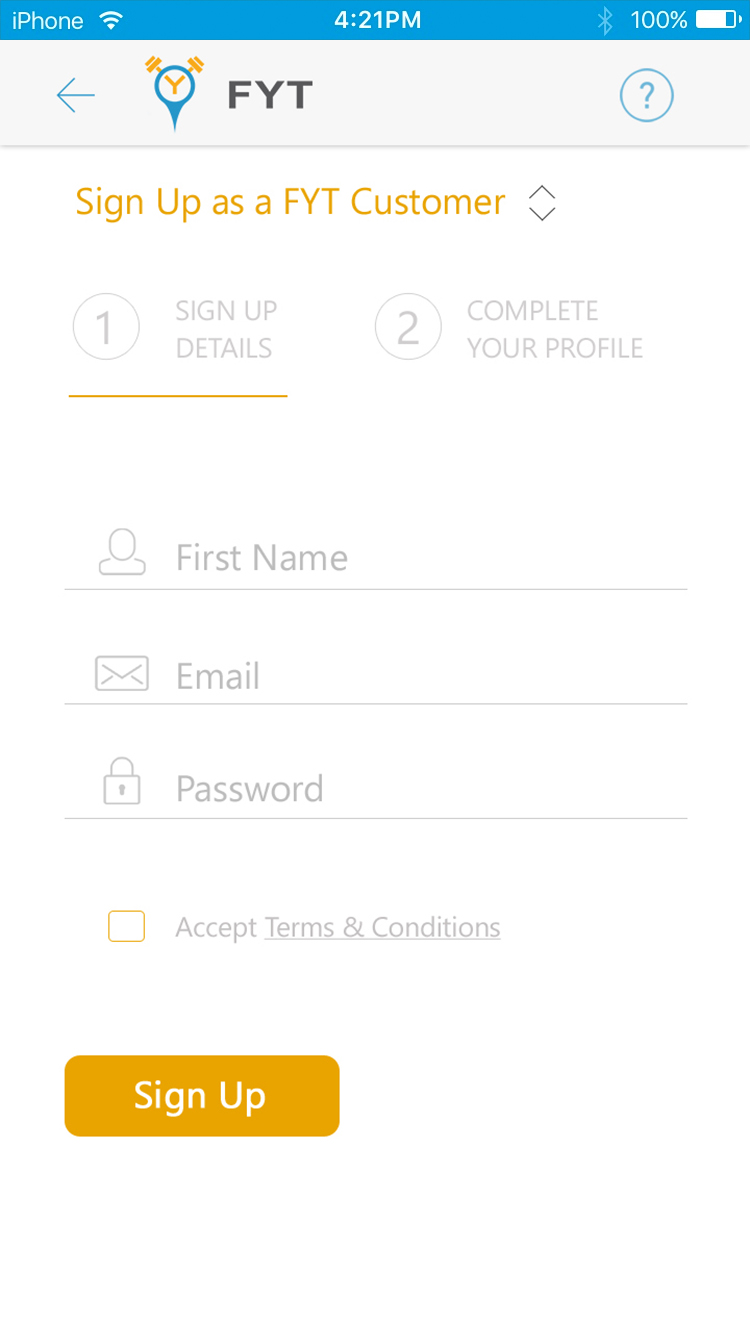 iPhone 4:21PM 100%
Y FYT ?
Sign Up as a FYT Customer
1 SIGN UP DETAILS
2 COMPLETE YOUR PROFILE
First Name
Email
Password
Accept Terms & Conditions
Sign Up